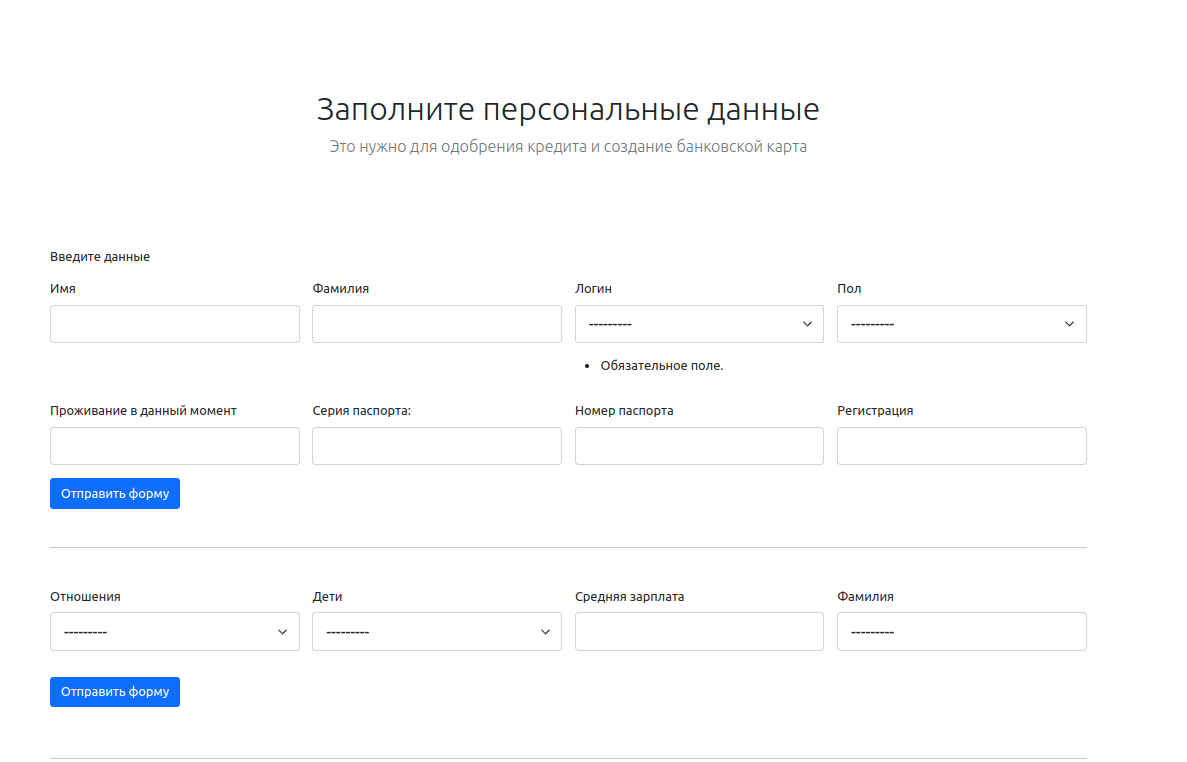 Заполните персональные данные
Это нужно для одобрения кредита и создание банковской карта
Введите данные
Имя Фамилия Логин Пол
--------- ---------
Обязательное поле.
Проживание в данный момент Серия паспорта: Номер паспорта Регистрация
Отправить форму
Отношения Дети Средняя зарплата Фамилия
--------- --------- ---------
Отправить форму